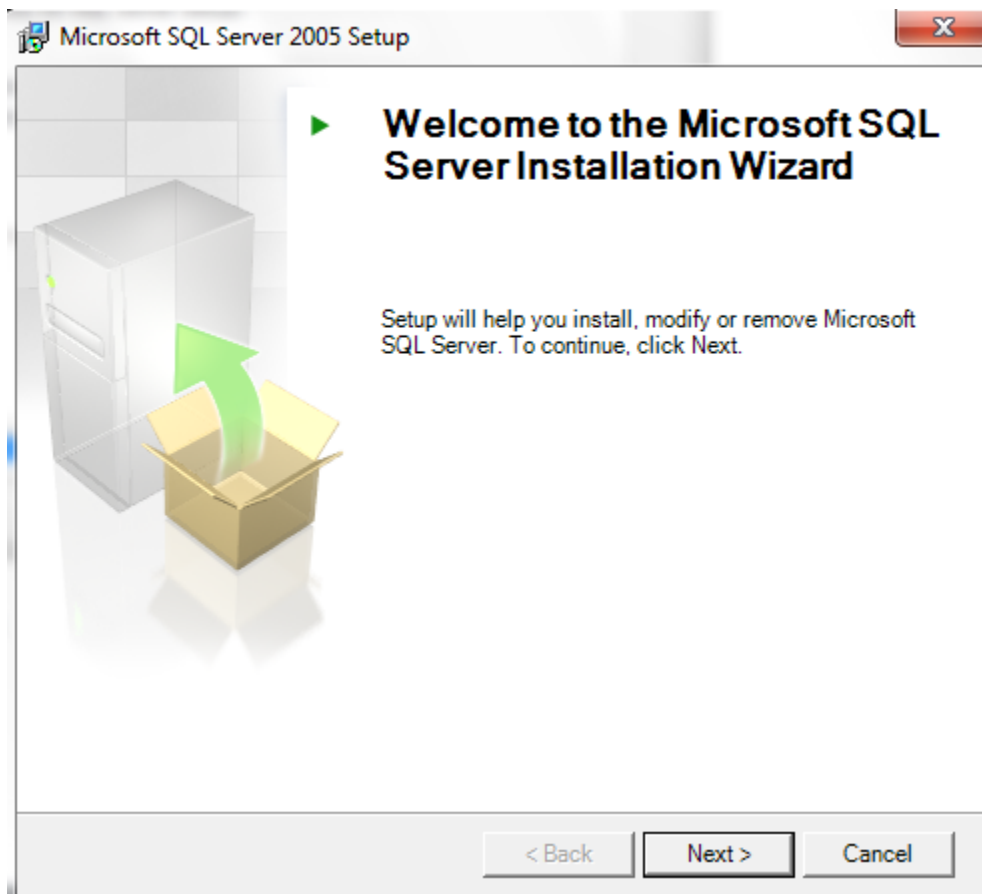 Microsoft SQL Server 2005 Setup
Welcome to the Microsoft SQL
Server Installation Wizard
Setup will help you install, modify or remove Microsoft
SQL Server. To continue, click Next.
< Back
Next >
Cancel